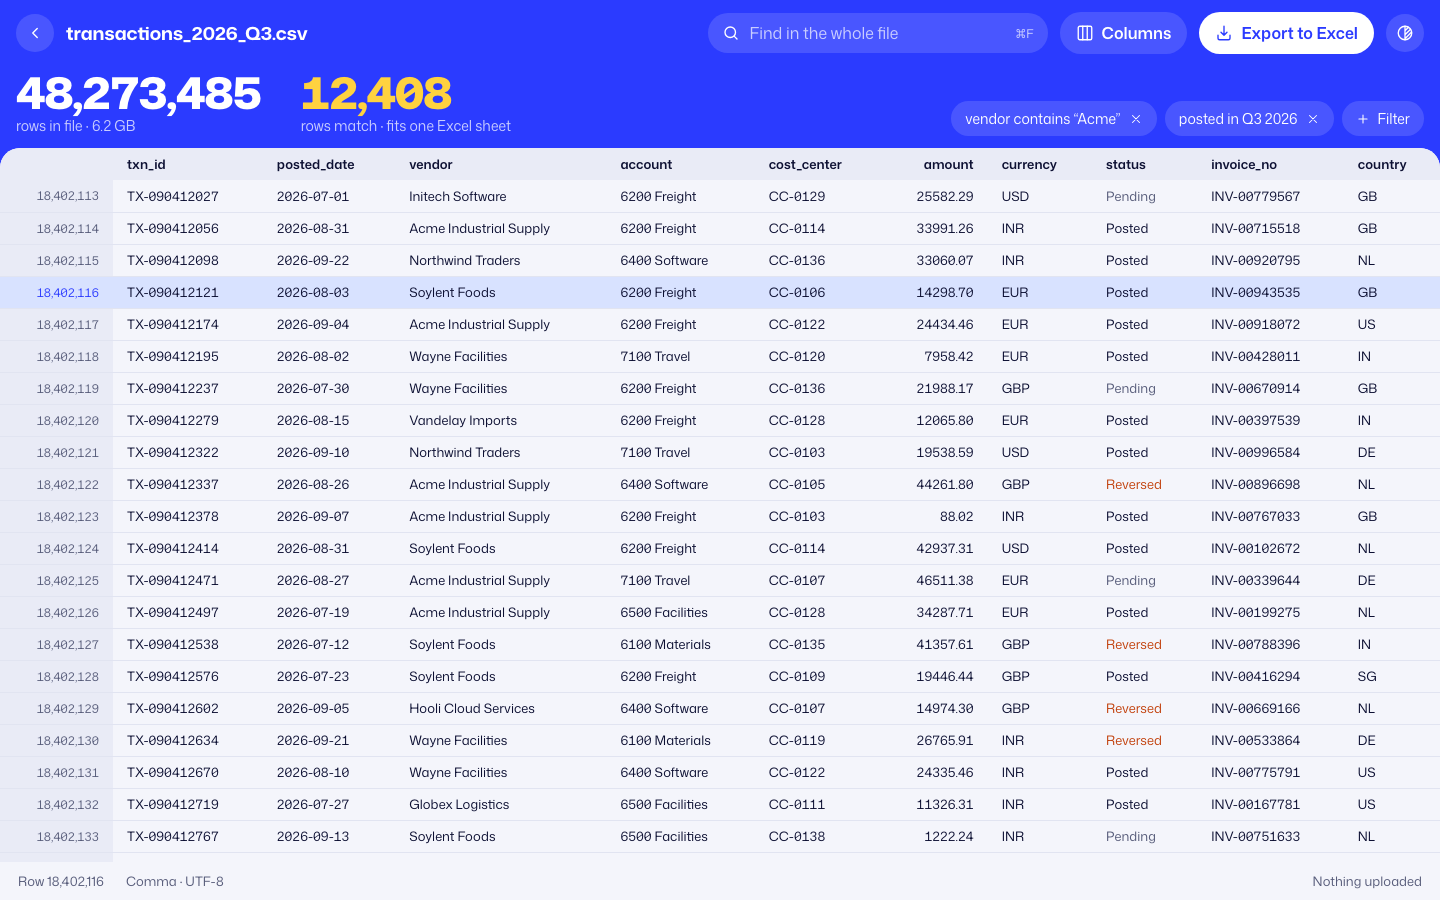 transactions_2026_Q3.csv
Find in the whole file ⌘F
Columns
Export to Excel
48,273,485
rows in file · 6.2 GB
12,408
rows match · fits one Excel sheet
vendor contains “Acme” ×
posted in Q3 2026 ×
+ Filter
txn_id posted_date vendor account cost_center amount currency status invoice_no country
18,402,113 TX-090412027 2026-07-01 Initech Software 6200 Freight CC-0129 25582.29 USD Pending INV-00779567 GB
18,402,114 TX-090412056 2026-08-31 Acme Industrial Supply 6200 Freight CC-0114 33991.26 INR Posted INV-00715518 GB
18,402,115 TX-090412098 2026-09-22 Northwind Traders 6400 Software CC-0136 33060.07 INR Posted INV-00920795 NL
18,402,116 TX-090412121 2026-08-03 Soylent Foods 6200 Freight CC-0106 14298.70 EUR Posted INV-00943535 GB
18,402,117 TX-090412174 2026-09-04 Acme Industrial Supply 6200 Freight CC-0122 24434.46 EUR Posted INV-00918072 US
18,402,118 TX-090412195 2026-08-02 Wayne Facilities 7100 Travel CC-0120 7958.42 EUR Posted INV-00428011 IN
18,402,119 TX-090412237 2026-07-30 Wayne Facilities 6200 Freight CC-0136 21988.17 GBP Pending INV-00670914 GB
18,402,120 TX-090412279 2026-08-15 Vandelay Imports 6200 Freight CC-0128 12065.80 EUR Posted INV-00397539 IN
18,402,121 TX-090412322 2026-09-10 Northwind Traders 7100 Travel CC-0103 19538.59 USD Posted INV-00996584 DE
18,402,122 TX-090412337 2026-08-26 Acme Industrial Supply 6400 Software CC-0105 44261.80 GBP Reversed INV-00896698 NL
18,402,123 TX-090412378 2026-09-07 Acme Industrial Supply 6200 Freight CC-0103 88.02 INR Posted INV-00767033 GB
18,402,124 TX-090412414 2026-08-31 Soylent Foods 6200 Freight CC-0114 42937.31 USD Posted INV-00102672 NL
18,402,125 TX-090412471 2026-08-27 Acme Industrial Supply 7100 Travel CC-0107 46511.38 EUR Pending INV-00339644 DE
18,402,126 TX-090412497 2026-07-19 Acme Industrial Supply 6500 Facilities CC-0128 34287.71 EUR Posted INV-00199275 NL
18,402,127 TX-090412538 2026-07-12 Soylent Foods 6100 Materials CC-0135 41357.61 GBP Reversed INV-00788396 IN
18,402,128 TX-090412576 2026-07-23 Soylent Foods 6200 Freight CC-0109 19446.44 GBP Posted INV-00416294 SG
18,402,129 TX-090412602 2026-09-05 Hooli Cloud Services 6400 Software CC-0107 14974.30 GBP Reversed INV-00669166 NL
18,402,130 TX-090412634 2026-09-21 Wayne Facilities 6100 Materials CC-0119 26765.91 INR Reversed INV-00533864 DE
18,402,131 TX-090412670 2026-08-10 Wayne Facilities 6400 Software CC-0122 24335.46 INR Posted INV-00775791 US
18,402,132 TX-090412719 2026-07-27 Globex Logistics 6500 Facilities CC-0111 11326.31 INR Posted INV-00167781 US
18,402,133 TX-090412767 2026-09-13 Soylent Foods 6500 Facilities CC-0138 1222.24 INR Pending INV-00751633 NL
Row 18,402,116 Comma · UTF-8 Nothing uploaded